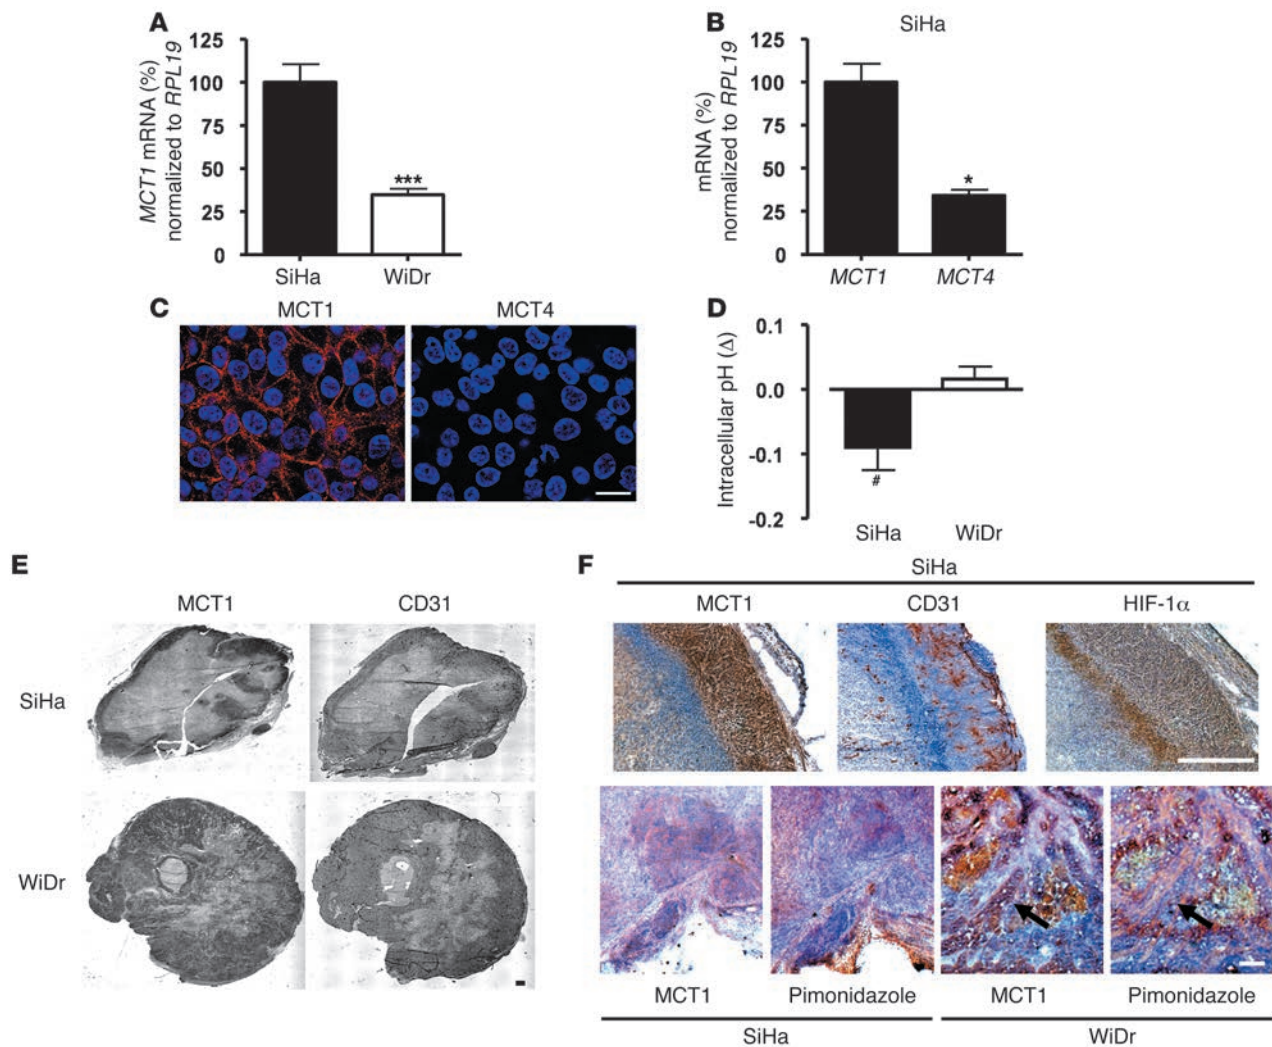 A
MCT1 mRNA (%)
normalized to RPL19
125
100
75
50
25
0
***
SiHa
WiDr
B
SiHa
mRNA (%)
normalized to RPL19
125
100
75
50
25
0
*
MCT1
MCT4
C
MCT1
MCT4
D
Intracellular pH (Δ)
0.1
0.0
-0.1
-0.2
#
SiHa
WiDr
E
MCT1
CD31
SiHa
WiDr
F
SiHa
MCT1
CD31
HIF-1α
MCT1
Pimonidazole
MCT1
Pimonidazole
SiHa
WiDr